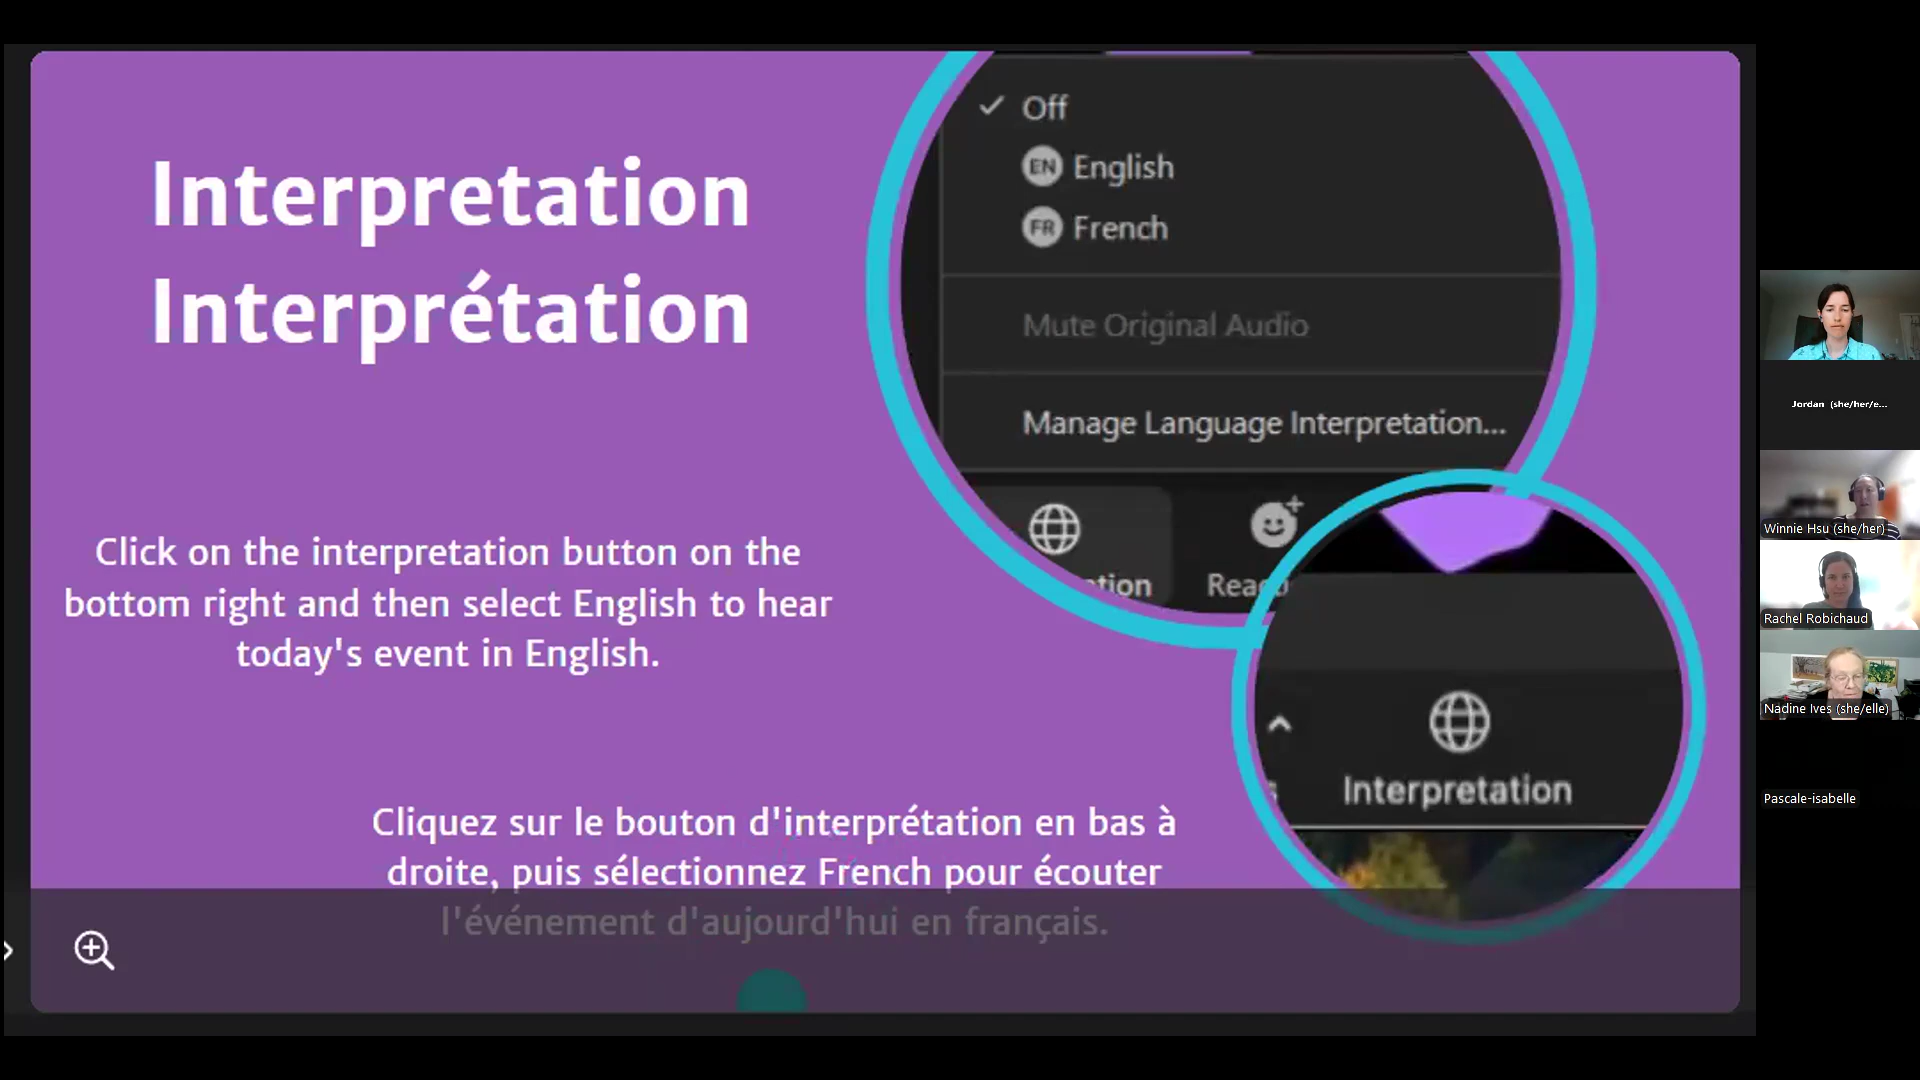 Interpretation
Interprétation
Click on the interpretation button on the
bottom right and then select English to hear
today's event in English.
Cliquez sur le bouton d'interprétation en bas à
droite, puis sélectionnez French pour écouter
l'événement d'aujourd'hui en français.
Off
EN English
FR French
Mute Original Audio
Manage Language Interpretation...
Interpretation
Jordan (she/her/e...
Winnie Hsu (she/her)
Rachel Robichaud
Nadine Ives (she/elle)
Pascale-isabelle